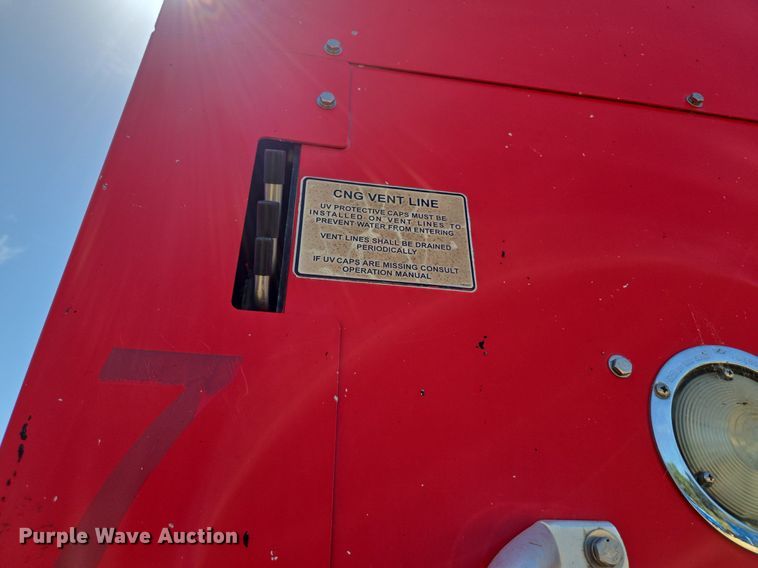 CNG VENT LINE
UV PROTECTIVE CAPS MUST BE
INSTALLED ON VENT LINES TO
PREVENT WATER FROM ENTERING
VENT LINES SHALL BE DRAINED
PERIODICALLY
IF UV CAPS ARE MISSING CONSULT
OPERATION MANUAL
7
Purple Wave Auction